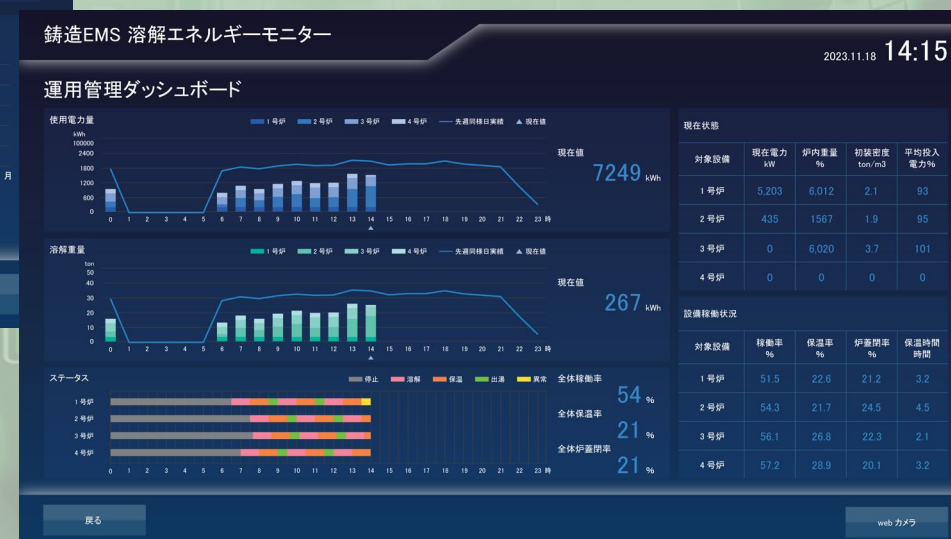 鋳造EMS 溶解エネルギーモニター
2023.11.18 14:15
運用管理ダッシュボード
月
使用電力量
1号炉 2号炉 3号炉 4号炉 先週同様日実績 ▲ 現在値
kWh
100000
2400
1800
1200
600
0
0 1 2 3 4 5 6 7 8 9 10 11 12 13 14 15 16 17 18 19 20 21 22 23 時
現在値
7249 kWh
溶解重量
1号炉 2号炉 3号炉 4号炉 先週同様日実績 ▲ 現在値
ton
50
40
30
20
10
0
0 1 2 3 4 5 6 7 8 9 10 11 12 13 14 15 16 17 18 19 20 21 22 23 時
現在値
267 kWh
ステータス
停止 溶解 保温 出湯 異常
1号炉
2号炉
3号炉
4号炉
0 1 2 3 4 5 6 7 8 9 10 11 12 13 14 15 16 17 18 19 20 21 22 23 時
全体稼働率
54 %
全体保温率
21 %
全体炉蓋閉率
21 %
現在状態
対象設備 現在電力 kW 炉内重量 % 初装密度 ton/m3 平均投入電力%
1号炉 5,203 6,012 2.1 93
2号炉 435 1567 1.9 95
3号炉 0 6,020 3.7 101
4号炉 0 0 0 0
設備稼働状況
対象設備 稼働率 % 保温率 % 炉蓋閉率 % 保温時間 時間
1号炉 51.5 22.6 21.2 3.2
2号炉 54.3 21.7 24.5 4.5
3号炉 56.1 26.8 22.3 2.1
4号炉 57.2 28.9 20.1 3.2
戻る
web カメラ